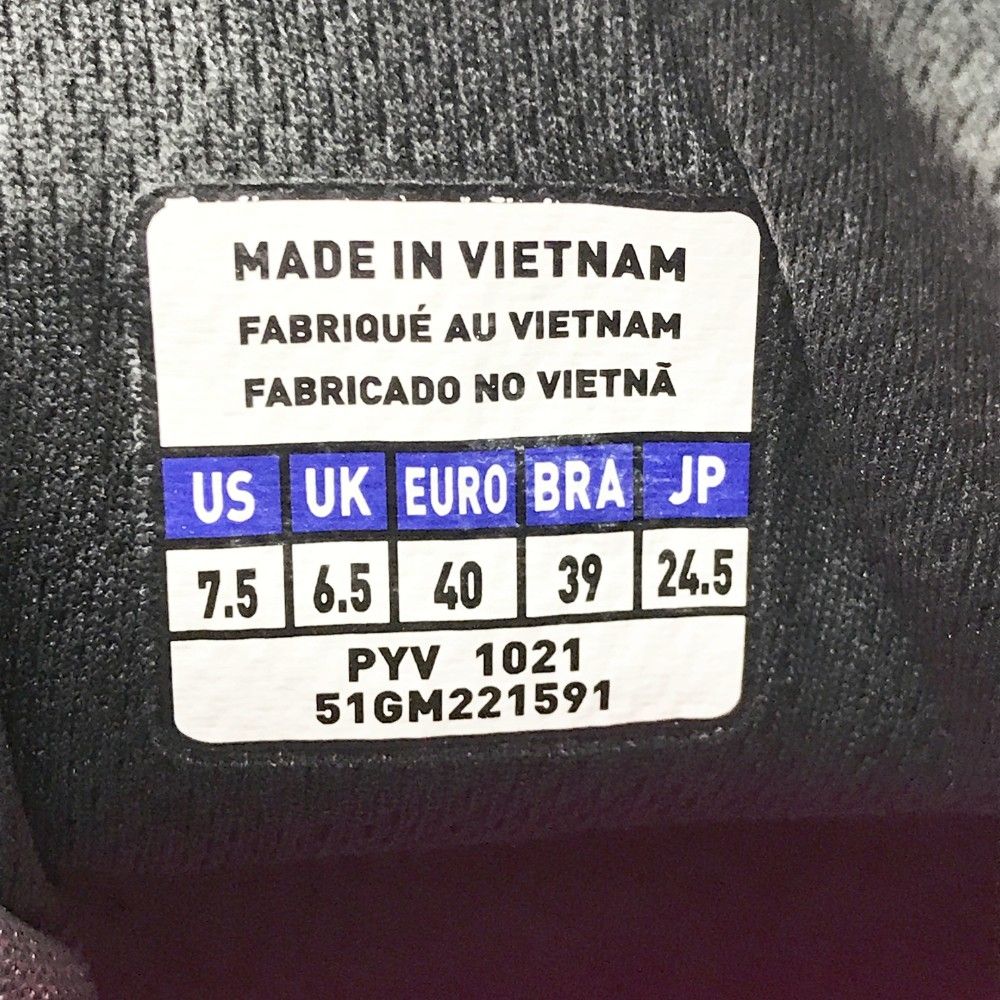 MADE IN VIETNAM
FABRIQUÉ AU VIETNAM
FABRICADO NO VIETNÃ
US UK EURO BRA JP
7.5 6.5 40 39 24.5
PYV 1021
51GM221591